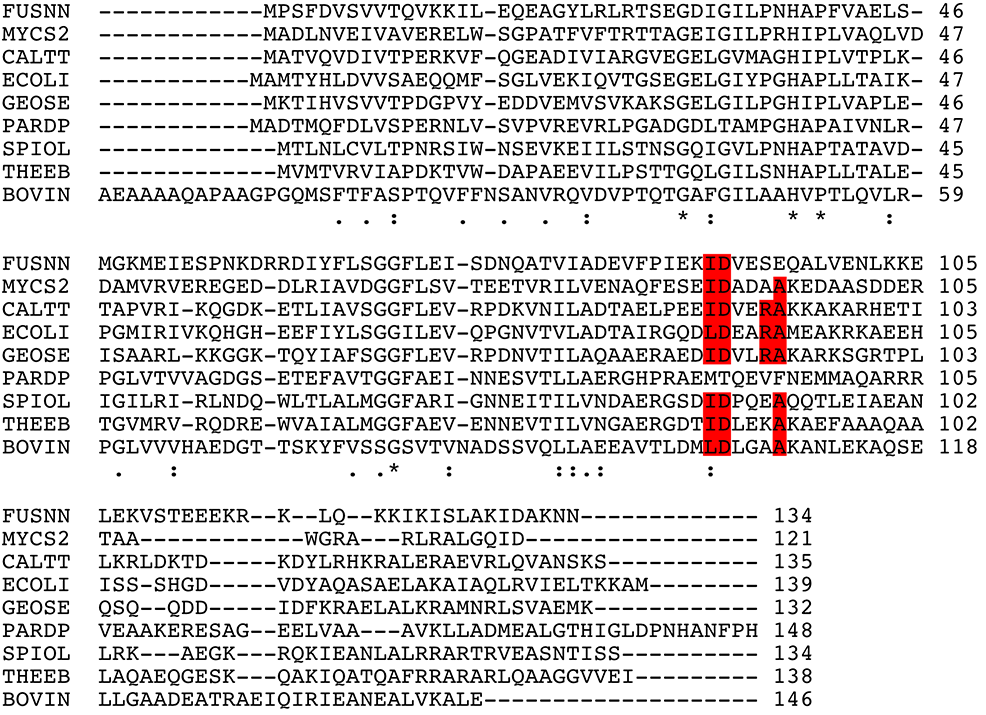 FUSNN -----------MPSFDVSVVTQVKKIL-EQEAGYLRLRTSEGDIGILPNHAPFVAELS- 46
MYCS2 -----------MADLNVEIVAVERELW-SGPATFVFTRTTAGEIGILPRHIPLVAQLVD 47
CALTT -----------MATVQVDIVTPERKVF-QGEADIVIARGVEGELGVMAGHIPLVTPLK- 46
ECOLI ----------MAMTYHLDVVSAEQQMF-SGLVEKIQVTGSEGELGIYPGHAPLLTAIK- 47
GEOSE -----------MKTIHVSVVTPDGPVY-EDDVEMVSVKAKSGELGILPGHIPLVAPLE- 46
PARDP ----------MADTMQFDLVSPERNLV-SVPVREVRLPGADGDLTAMPGHAPAIVNLR- 47
SPIOL ------------MTLNLCVLTPNRSIW-NSEVKEIILSTNSGQIGVLPNHAPTATAVD- 45
THEEB ------------MVMTVRVIAPDKTVW-DAPAEEVILPSTTGQLGILSNHAPLLTALE- 45
BOVIN AEAAAAQAPAAGPGQMSFTFASPTQVFFNSANVRQVDVPTQTGAFGILAAHVPTLQVLR- 59
. . : . . . : * : * * :
FUSNN MGKMEIESPNKDRRDIYFLSGGFLEI-SDNQATVIADEVFPIEKIDVESEQALVENLKKE 105
MYCS2 DAMVRVEREGED-DLRIAVDGGFLSV-TEETVRILVENAQFESEIDADAAKEDAASDDER 105
CALTT TAPVRI-KQGDK-ETLIAVSGGFLEV-RPDKVNILADTAELPEEIDVERAKKAKARHETI 103
ECOLI PGMIRIVKQHGH-EEFIYLSGGILEV-QPGNVTVLADTAIRGQDLDEARAMEAKRKAEEH 105
GEOSE ISAARL-KKGGK-TQYIAFSGGFLEV-RPDNVTILAQAAERAEDIDVLRAKARKSGRTPL 103
PARDP PGLVTVVAGDGS-ETEFAVTGGFAEI-NNESVTLLAERGHPRAEMTQEVFNEMMAQARRR 105
SPIOL IGILRI-RLNDQ-WLTLALMGGFARI-GNNEITILVNDAERGSDIDPQEAQQTLEIAEAN 102
THEEB TGVMRV-RQDRE-WVAIALMGGFAEV-ENNEVTILVNGAERGDTIDLEKAKAEFAAAQAA 102
BOVIN PGLVVVHAEDGT-TSKYFVSSGSVTVNADSSVQLLAEEAVTLDMLDLGAAKANLEKAQSE 118
. : . .* : ::.: :
FUSNN LEKVSTEEEKR--K--LQ--KKIKISLAKIDAKNN------------- 134
MYCS2 TAA------------WGRA--RLRALGQID----------------- 121
CALTT LKRLDKTD-----KDYLRHKRALERAEVRLQVANSKS----------- 135
ECOLI ISS-SHGD-----VDYAQASAELAKAIAQLRVIELTKKAM-------- 139
GEOSE QSQ--QDD-----IDFKRAELALKRAMNRLSVAEMK------------ 132
PARDP VEAAKERESAG--EELVAA---AVKLLADMEALGTHIGLDPNHANFPH 148
SPIOL LRK---AEGK---RQKIEANLALRRARTRVEASNTISS---------- 134
THEEB LAQAEQGESK---QAKIQATQAFRRARARLQAAGGVVEI--------- 138
BOVIN LLGAADEATRAEIQIRIEANEALVKALE-------------------- 146